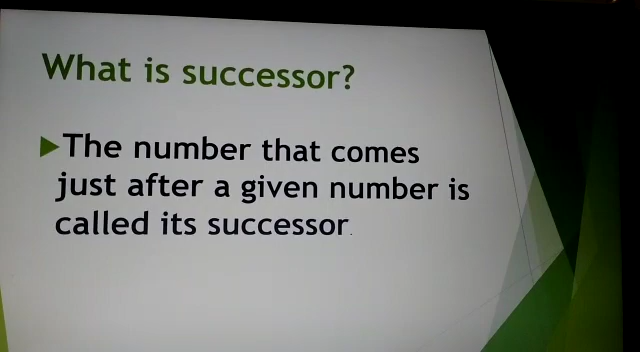 What is successor?
The number that comes
just after a given number is
called its successor.